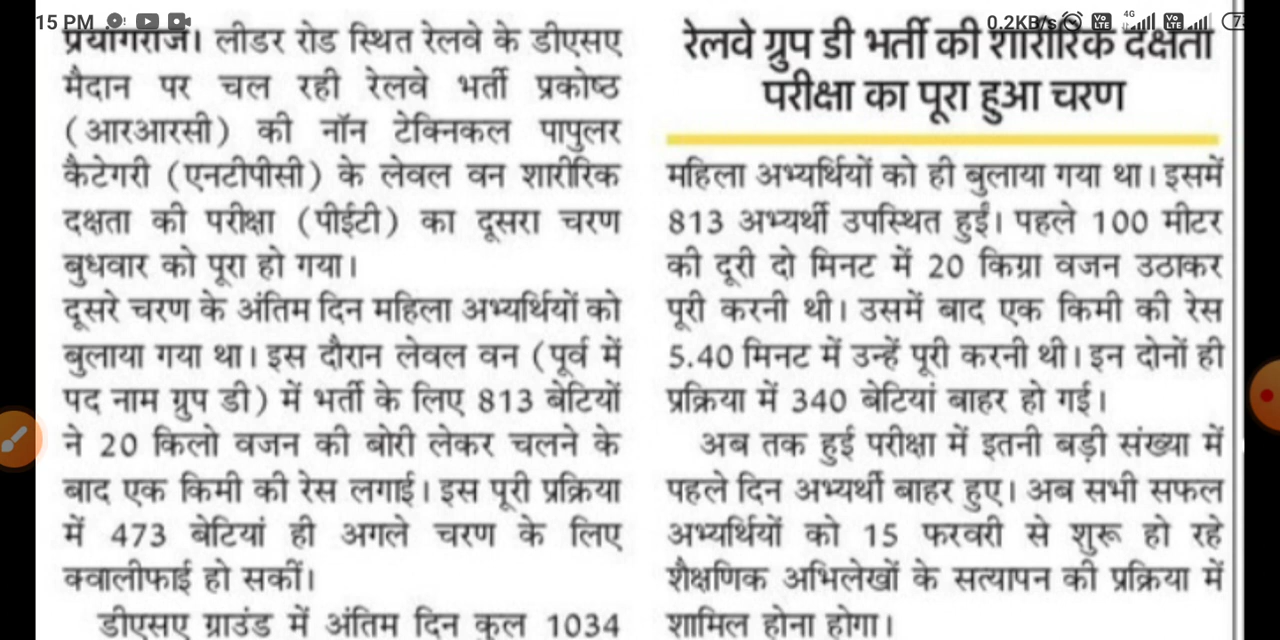 15 PM
0.2KB/s
4G
प्रयागराज। लीडर रोड स्थित रेलवे के डीएसए
मैदान पर चल रही रेलवे भर्ती प्रकोष्ठ
(आरआरसी) की नॉन टेक्निकल पापुलर
कैटेगरी (एनटीपीसी) के लेवल वन शारीरिक
दक्षता की परीक्षा (पीईटी) का दूसरा चरण
बुधवार को पूरा हो गया।
दूसरे चरण के अंतिम दिन महिला अभ्यर्थियों को
बुलाया गया था। इस दौरान लेवल वन (पूर्व में
पद नाम ग्रुप डी) में भर्ती के लिए 813 बेटियों
ने 20 किलो वजन की बोरी लेकर चलने के
बाद एक किमी की रेस लगाई। इस पूरी प्रक्रिया
में 473 बेटियां ही अगले चरण के लिए
क्वालीफाई हो सकीं।
डीएसए ग्राउंड में अंतिम दिन कुल 1034
रेलवे ग्रुप डी भर्ती की शारीरिक दक्षता
परीक्षा का पूरा हुआ चरण
महिला अभ्यर्थियों को ही बुलाया गया था। इसमें
813 अभ्यर्थी उपस्थित हुईं। पहले 100 मीटर
की दूरी दो मिनट में 20 किग्रा वजन उठाकर
पूरी करनी थी। उसमें बाद एक किमी की रेस
5.40 मिनट में उन्हें पूरी करनी थी। इन दोनों ही
प्रक्रिया में 340 बेटियां बाहर हो गई।
अब तक हुई परीक्षा में इतनी बड़ी संख्या में
पहले दिन अभ्यर्थी बाहर हुए। अब सभी सफल
अभ्यर्थियों को 15 फरवरी से शुरू हो रहे
शैक्षणिक अभिलेखों के सत्यापन की प्रक्रिया में
शामिल होना होगा।